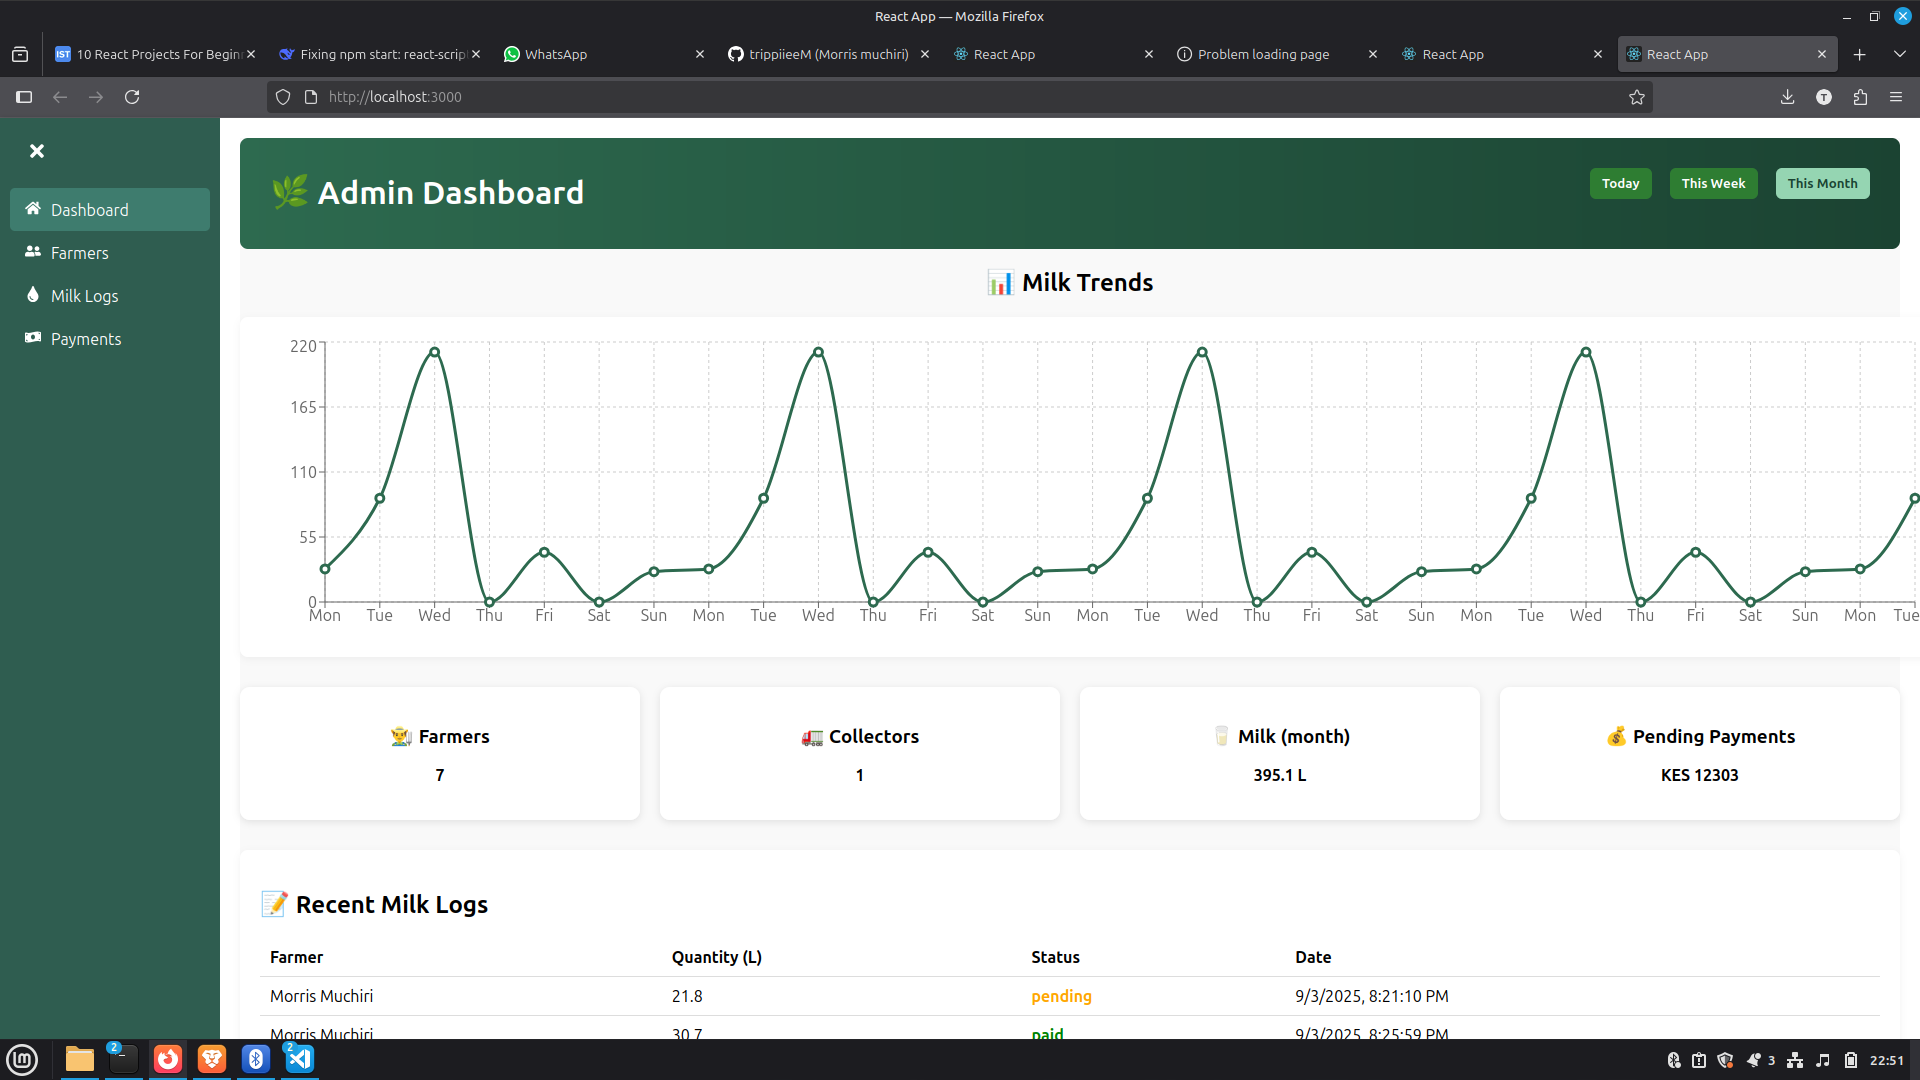 React App — Mozilla Firefox
10 React Projects For Begin
Fixing npm start: react-scrip
WhatsApp
trippiieeM (Morris muchiri)
React App
Problem loading page
React App
React App
http://localhost:3000
T
Dashboard
Farmers
Milk Logs
Payments
Admin Dashboard
Today
This Week
This Month
Milk Trends
220
165
110
55
0
Mon Tue Wed Thu Fri Sat Sun Mon Tue Wed Thu Fri Sat Sun Mon Tue Wed Thu Fri Sat Sun Mon Tue Wed Thu Fri Sat Sun Mon Tue
Farmers
7
Collectors
1
Milk (month)
395.1 L
Pending Payments
KES 12303
Recent Milk Logs
Farmer Quantity (L) Status Date
Morris Muchiri 21.8 pending 9/3/2025, 8:21:10 PM
Morris Muchiri 30.7 paid 9/3/2025, 8:25:59 PM
2
2
3
22:51